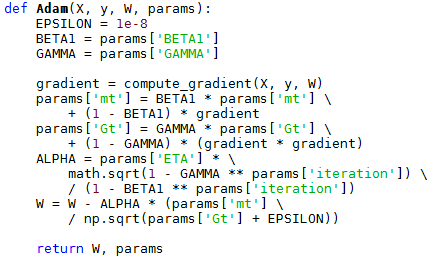 def Adam(X, y, W, params):
    EPSILON = 1e-8
    BETA1 = params['BETA1']
    GAMMA = params['GAMMA']

    gradient = compute_gradient(X, y, W)
    params['mt'] = BETA1 * params['mt'] \
        + (1 - BETA1) * gradient
    params['Gt'] = GAMMA * params['Gt'] \
        + (1 - GAMMA) * (gradient * gradient)
    ALPHA = params['ETA'] * \
        math.sqrt(1 - GAMMA ** params['iteration']) \
        / (1 - BETA1 ** params['iteration'])
    W = W - ALPHA * (params['mt'] \
        / np.sqrt(params['Gt'] + EPSILON))

    return W, params